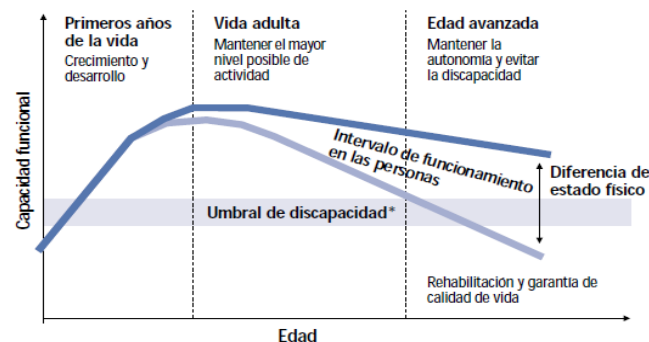 Primeros años
de la vida
Crecimiento y
desarrollo
Vida adulta
Mantener el mayor
nivel posible de
actividad
Edad avanzada
Mantener la
autonomía y evitar
la discapacidad
Capacidad funcional
Intervalo de funcionamiento
en las personas
Diferencia de
estado físico
Umbral de discapacidad*
Rehabilitación y garantía de
calidad de vida
Edad